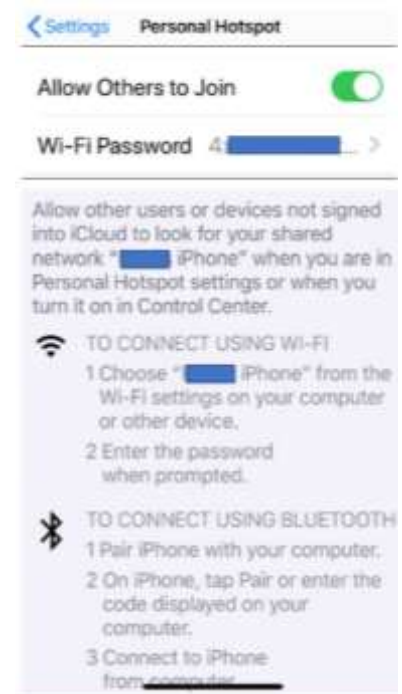 Settings Personal Hotspot
Allow Others to Join
Wi-Fi Password 4 ...
Allow other users or devices not signed
into iCloud to look for your shared
network " iPhone" when you are in
Personal Hotspot settings or when you
turn it on in Control Center.
TO CONNECT USING WI-FI
1 Choose " iPhone" from the
Wi-Fi settings on your computer
or other device.
2 Enter the password
when prompted.
TO CONNECT USING BLUETOOTH
1 Pair iPhone with your computer.
2 On iPhone, tap Pair or enter the
code displayed on your
computer.
3 Connect to iPhone
from computer